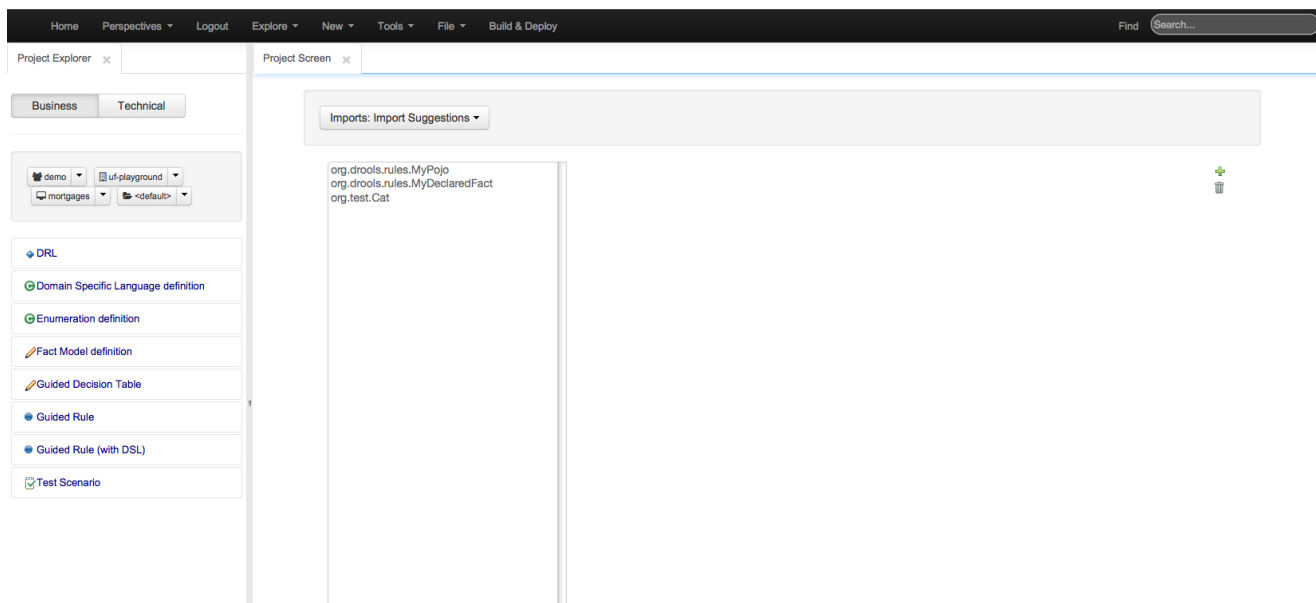 Home Perspectives Logout Explore New Tools File Build & Deploy Find Search...
Project Explorer Project Screen
Business Technical
Imports: Import Suggestions
demo uf-playground
mortgages <default>
org.drools.rules.MyPojo
org.drools.rules.MyDeclaredFact
org.test.Cat
DRL
Domain Specific Language definition
Enumeration definition
Fact Model definition
Guided Decision Table
Guided Rule
Guided Rule (with DSL)
Test Scenario